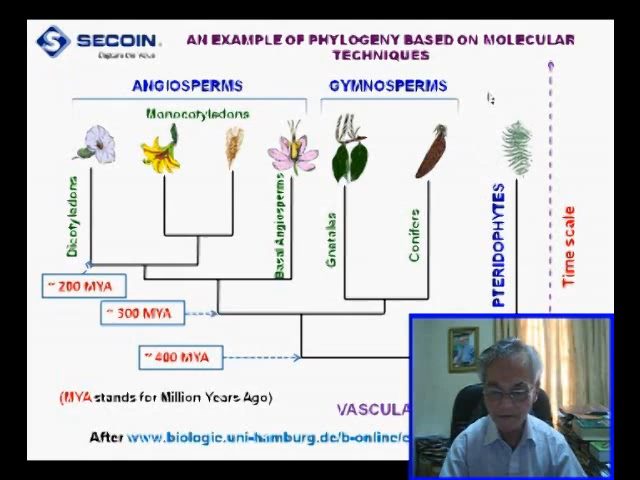 SECOIN
AN EXAMPLE OF PHYLOGENY BASED ON MOLECULAR
TECHNIQUES
ANGIOSPERMS
GYMNOSPERMS
Monocotyledons
Dicotyledons
Basal Angiosperms
Gnetales
Conifers
PTERIDOPHYTES
Time scale
~ 200 MYA
~ 300 MYA
~ 400 MYA
(MYA stands for Million Years Ago)
VASCULA
After www.biologie.uni-hamburg.de/b-online/e